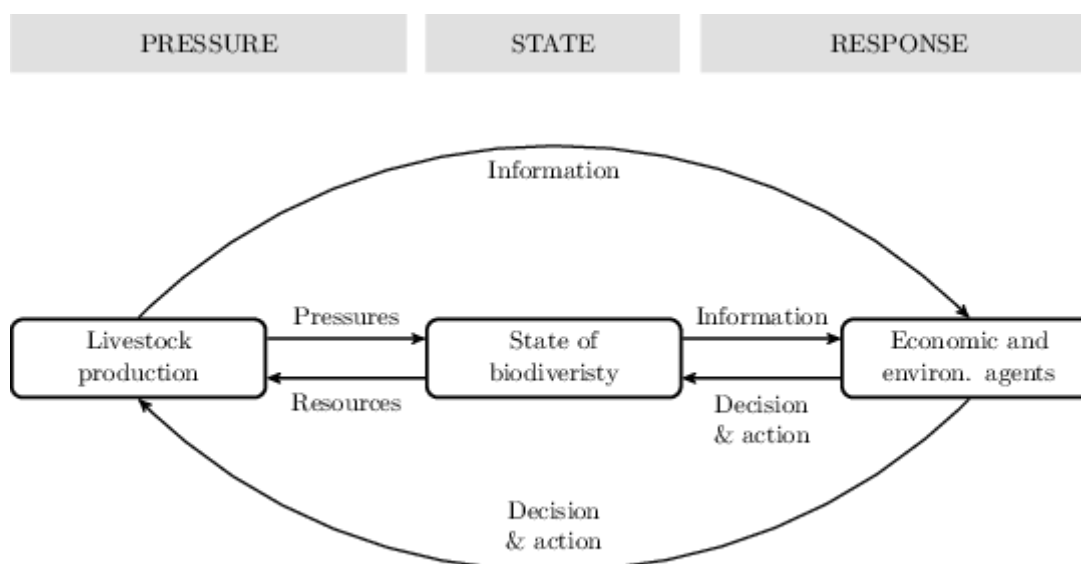 PRESSURE
STATE
RESPONSE
Information
Pressures
Information
Livestock
production
State of
biodiveristy
Economic and
environ. agents
Resources
Decision
& action
Decision
& action